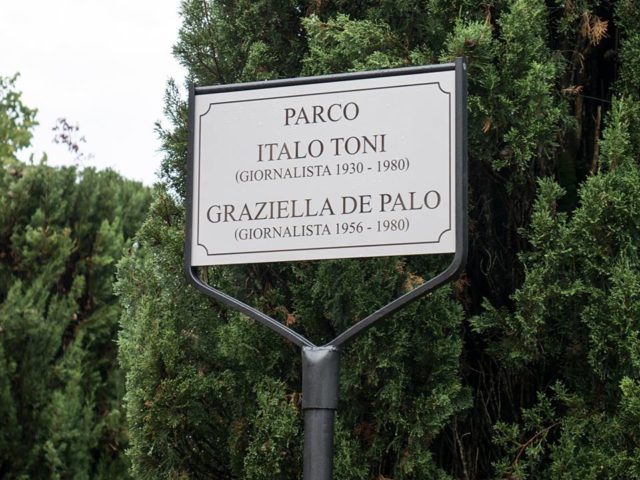 PARCO
ITALO TONI
(GIORNALISTA 1930 - 1980)
GRAZIELLA DE PALO
(GIORNALISTA 1956 - 1980)